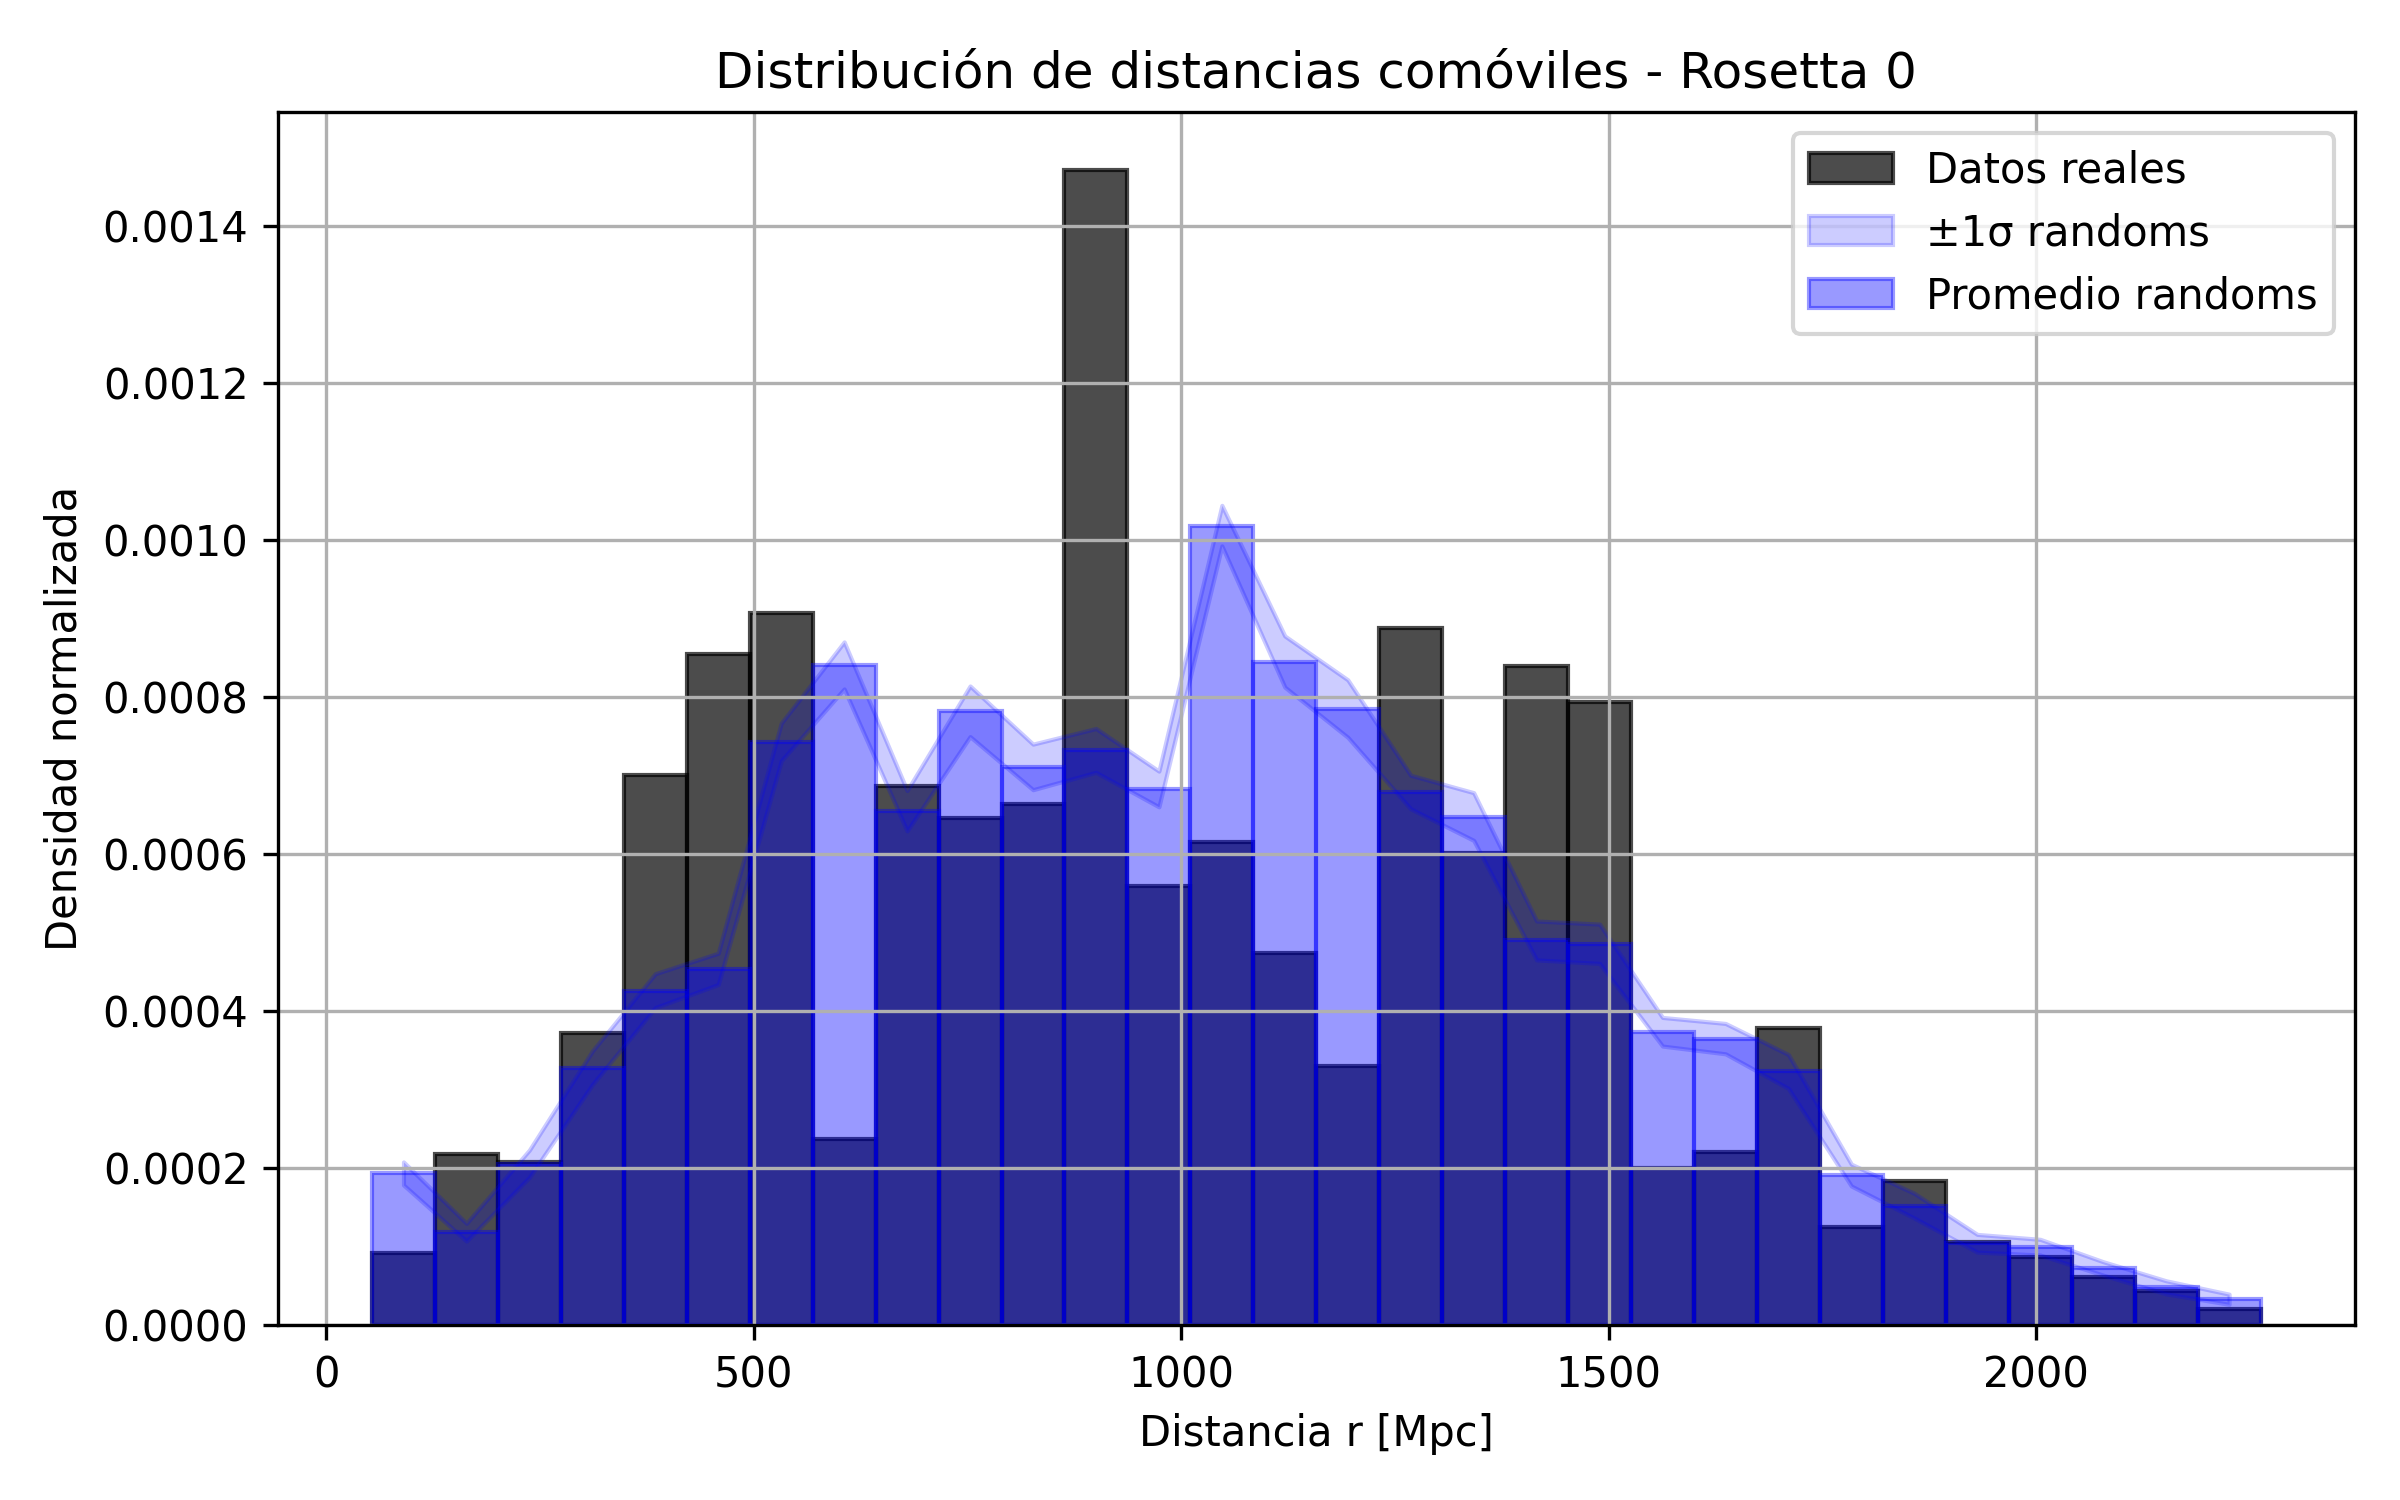 Distribución de distancias comóviles - Rosetta 0
Datos reales
±1σ randoms
Promedio randoms
Densidad normalizada
0.0014
0.0012
0.0010
0.0008
0.0006
0.0004
0.0002
0.0000
0 500 1000 1500 2000
Distancia r [Mpc]